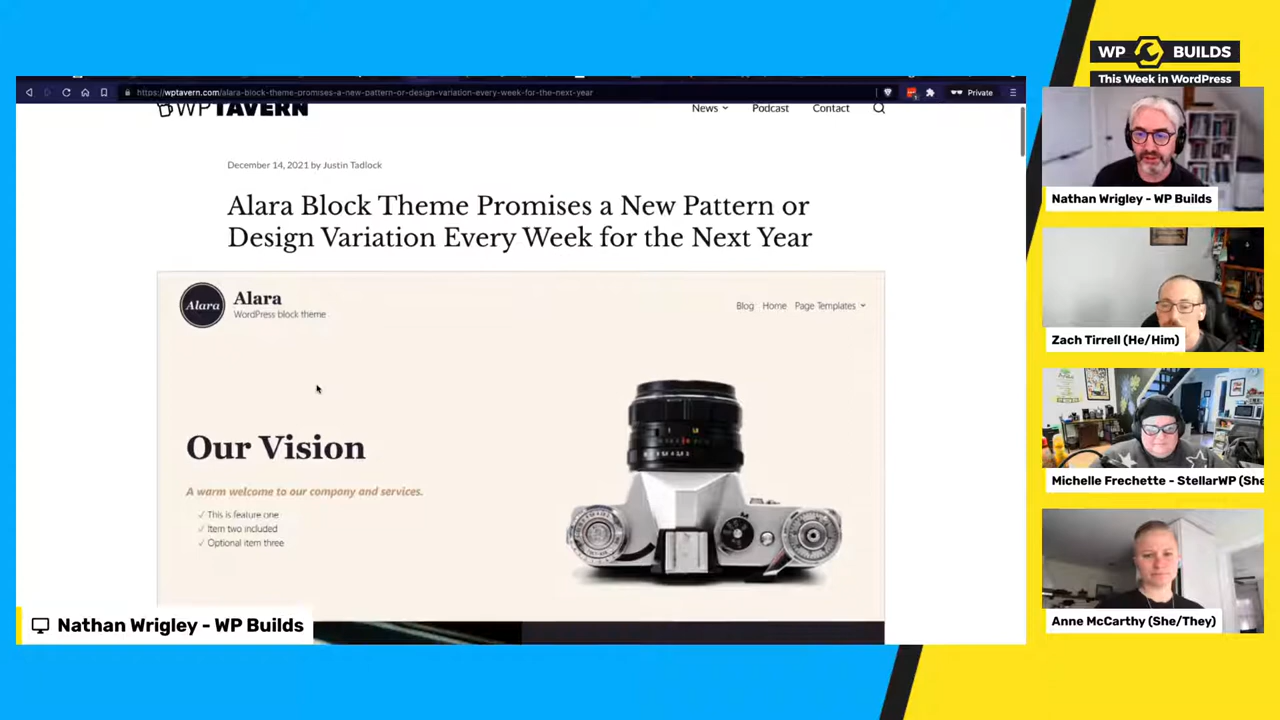 WP BUILDS
This Week in WordPress
https://wptavern.com/alara-block-theme-promises-a-new-pattern-or-design-variation-every-week-for-the-next-year
Private
WPTAVERN
News
Podcast
Contact
December 14, 2021 by Justin Tadlock
Alara Block Theme Promises a New Pattern or
Design Variation Every Week for the Next Year
Alara
Alara
WordPress block theme
Blog
Home
Page Templates
Our Vision
A warm welcome to our company and services.
✓ This is feature one
✓ Item two included
✓ Optional item three
Nathan Wrigley - WP Builds
Nathan Wrigley - WP Builds
Zach Tirrell (He/Him)
Michelle Frechette - StellarWP (She
Anne McCarthy (She/They)